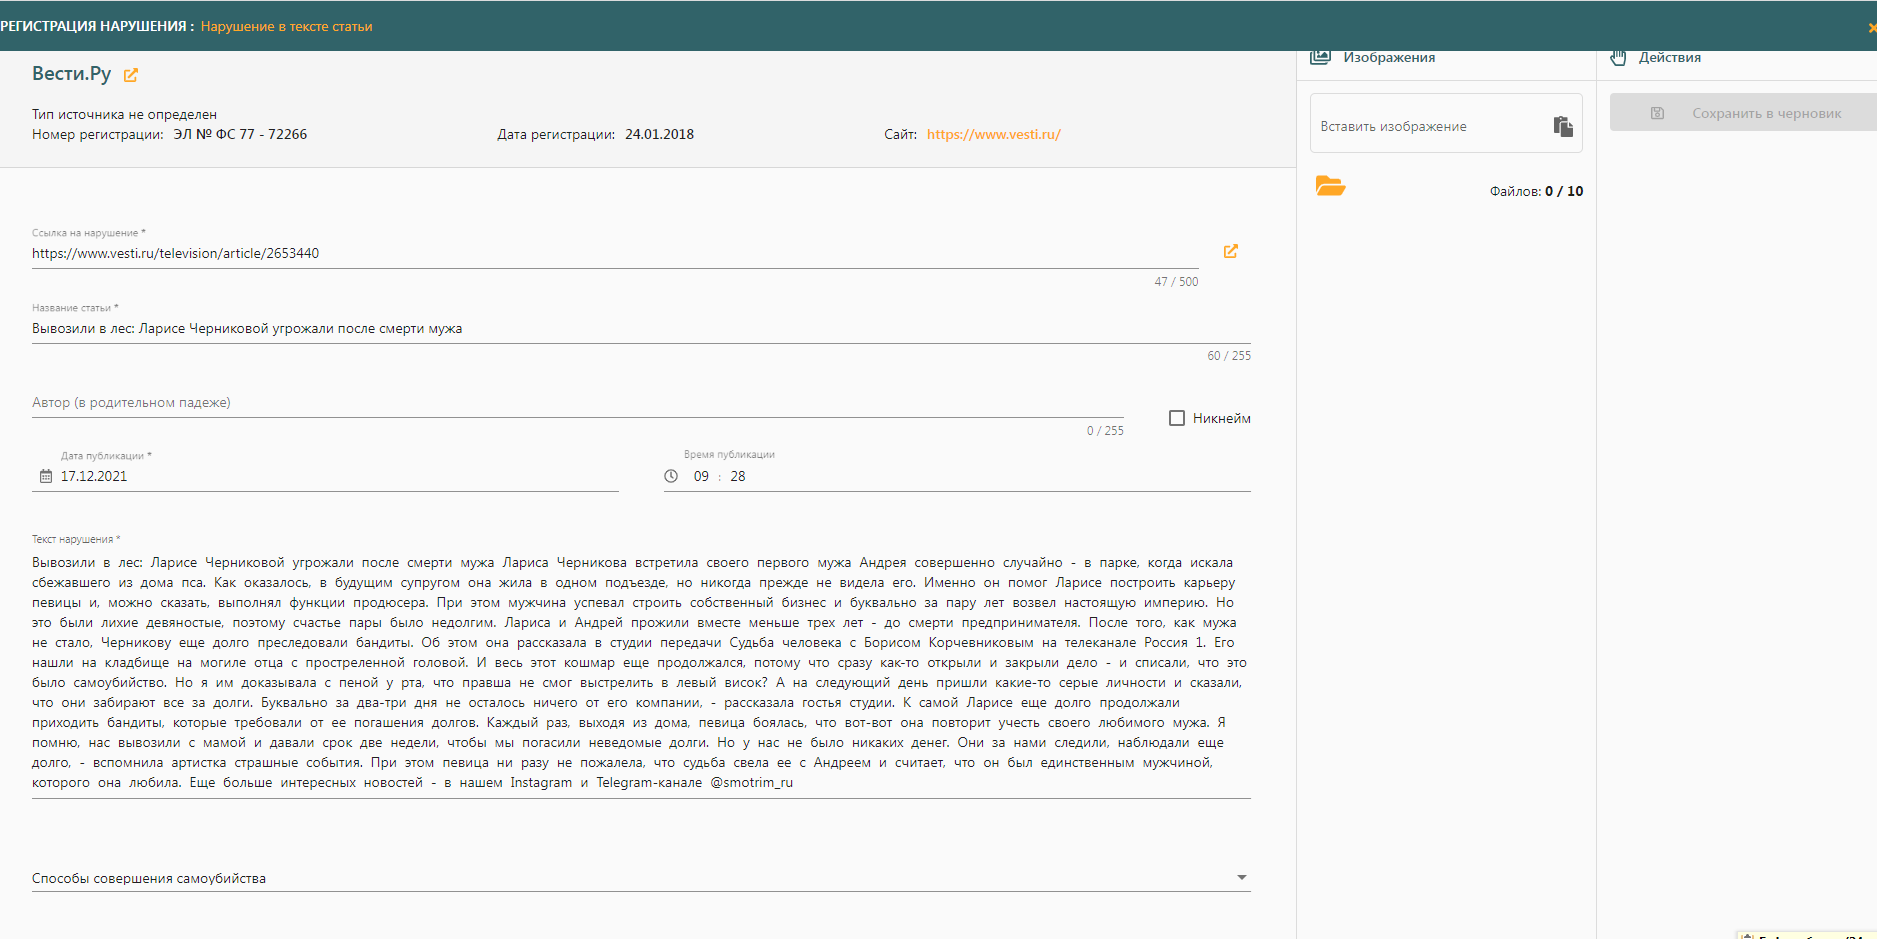 РЕГИСТРАЦИЯ НАРУШЕНИЯ : Нарушение в тексте статьи
Вести.Ру
Тип источника не определен
Номер регистрации: ЭЛ № ФС 77 - 72266 Дата регистрации: 24.01.2018 Сайт: https://www.vesti.ru/
Ссылка на нарушение *
https://www.vesti.ru/television/article/2653440
47 / 500
Название статьи *
Вывозили в лес: Ларисе Черниковой угрожали после смерти мужа
60 / 255
Автор (в родительном падеже)
0 / 255
Никнейм
Дата публикации *
17.12.2021
Время публикации
09 : 28
Текст нарушения *
Вывозили в лес: Ларисе Черниковой угрожали после смерти мужа Лариса Черникова встретила своего первого мужа Андрея совершенно случайно - в парке, когда искала
сбежавшего из дома пса. Как оказалось, в будущим супругом она жила в одном подъезде, но никогда прежде не видела его. Именно он помог Ларисе построить карьеру
певицы и, можно сказать, выполнял функции продюсера. При этом мужчина успевал строить собственный бизнес и буквально за пару лет возвел настоящую империю. Но
это были лихие девяностые, поэтому счастье пары было недолгим. Лариса и Андрей прожили вместе меньше трех лет - до смерти предпринимателя. После того, как мужа
не стало, Черникову еще долго преследовали бандиты. Об этом она рассказала в студии передачи Судьба человека с Борисом Корчевниковым на телеканале Россия 1. Его
нашли на кладбище на могиле отца с простреленной головой. И весь этот кошмар еще продолжался, потому что сразу как-то открыли и закрыли дело - и списали, что это
было самоубийство. Но я им доказывала с пеной у рта, что правша не смог выстрелить в левый висок? А на следующий день пришли какие-то серые личности и сказали,
что они забирают все за долги. Буквально за два-три дня не осталось ничего от его компании, - рассказала гостья студии. К самой Ларисе еще долго продолжали
приходить бандиты, которые требовали от ее погашения долгов. Каждый раз, выходя из дома, певица боялась, что вот-вот она повторит учесть своего любимого мужа. Я
помню, нас вывозили с мамой и давали срок две недели, чтобы мы погасили неведомые долги. Но у нас не было никаких денег. Они за нами следили, наблюдали еще
долго, - вспомнила артистка страшные события. При этом певица ни разу не пожалела, что судьба свела ее с Андреем и считает, что он был единственным мужчиной,
которого она любила. Еще больше интересных новостей - в нашем Instagram и Telegram-канале @smotrim_ru
Способы совершения самоубийства
Изображения
Вставить изображение
Файлов: 0 / 10
Действия
Сохранить в черновик